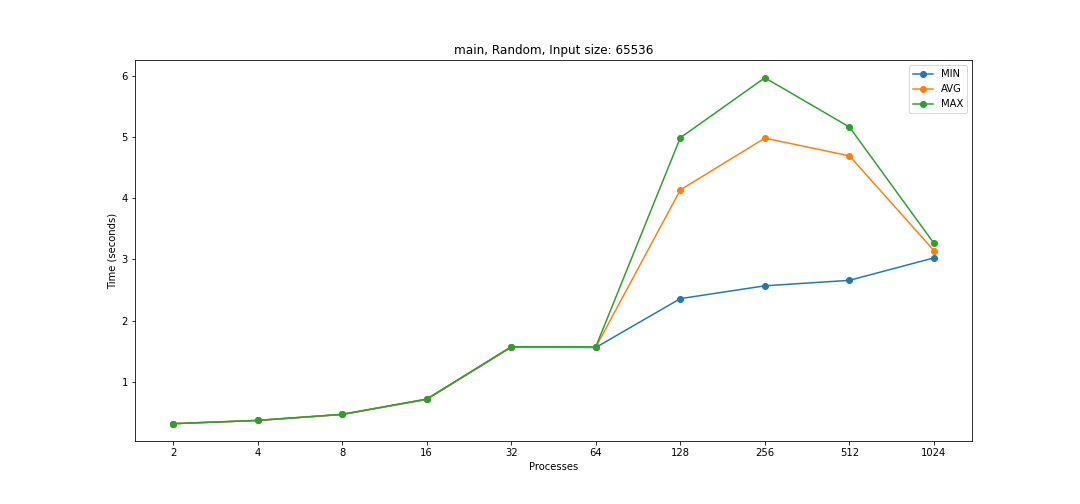 main, Random, Input size: 65536
MIN
AVG
MAX
6
5
4
3
2
1
Time (seconds)
2 4 8 16 32 64 128 256 512 1024
Processes